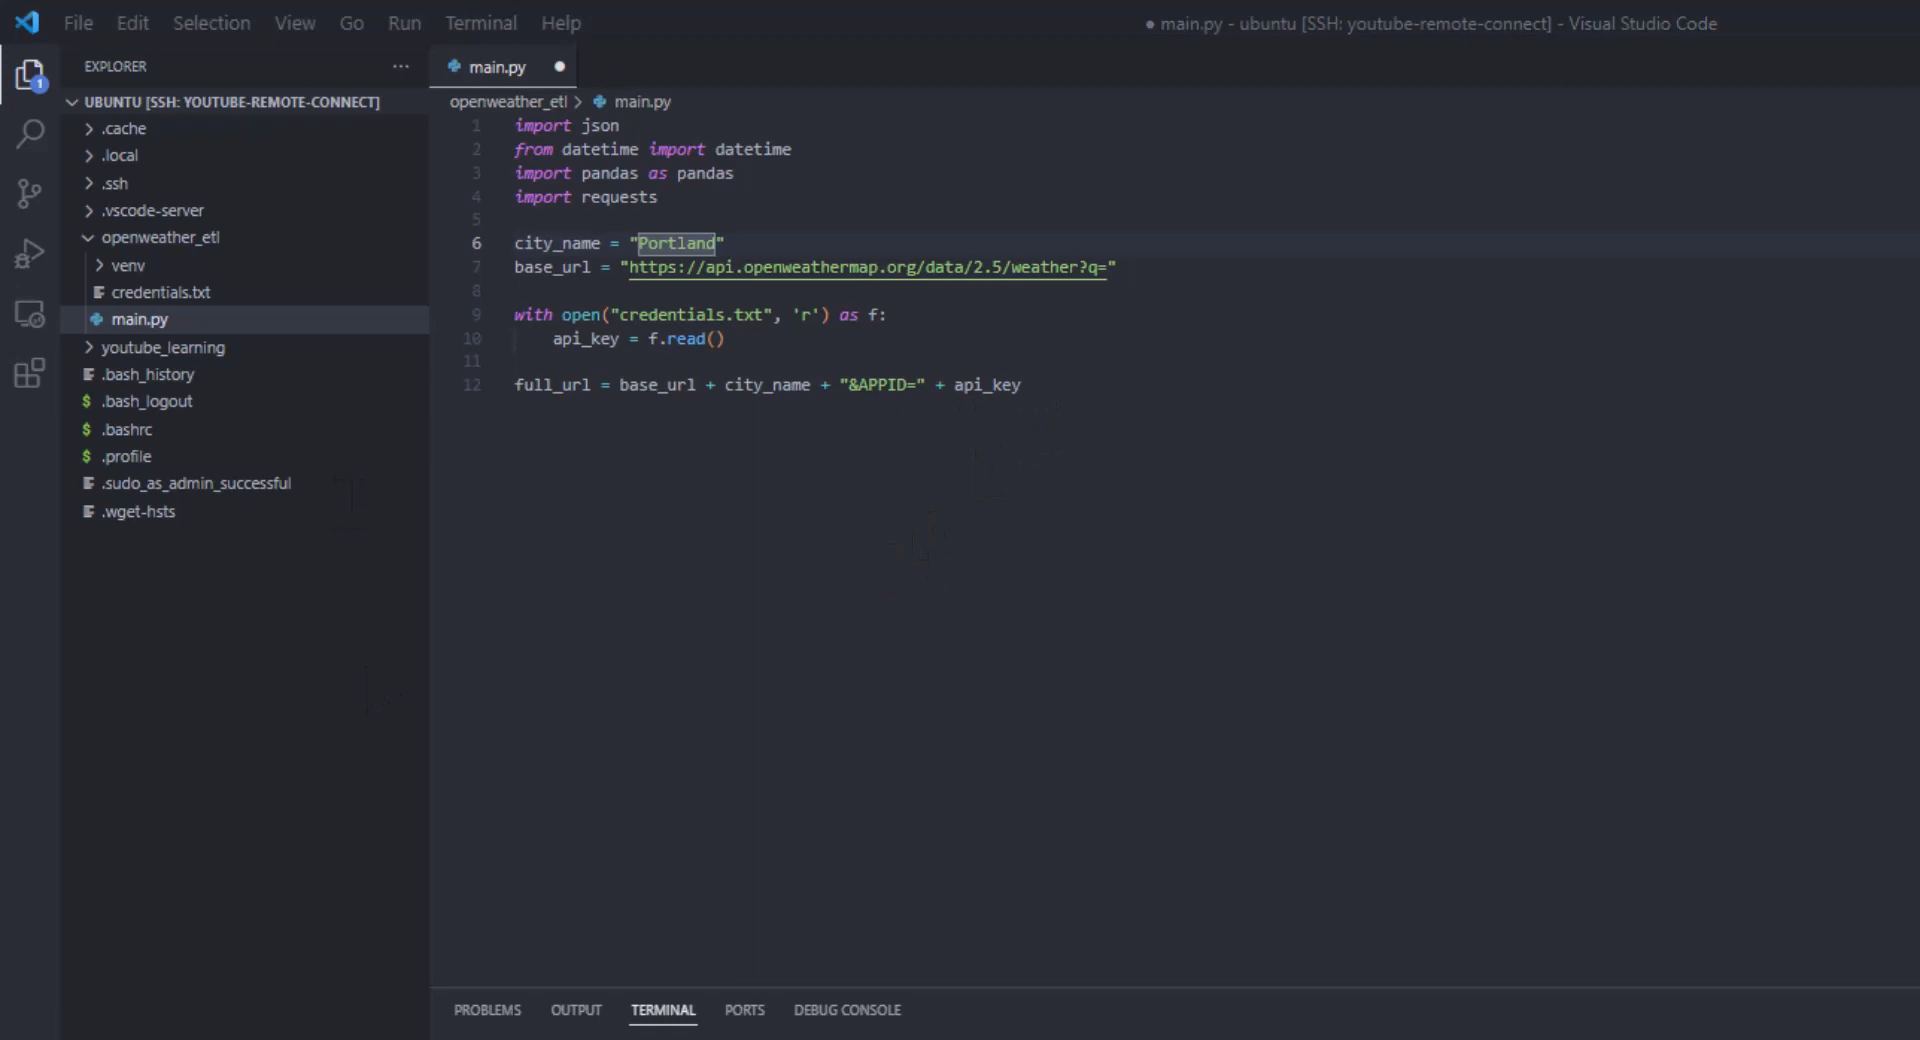 File Edit Selection View Go Run Terminal Help
● main.py - ubuntu [SSH: youtube-remote-connect] - Visual Studio Code
1
EXPLORER ···
UBUNTU [SSH: YOUTUBE-REMOTE-CONNECT]
.cache
.local
.ssh
.vscode-server
openweather_etl
venv
credentials.txt
main.py
youtube_learning
.bash_history
$ .bash_logout
$ .bashrc
$ .profile
.sudo_as_admin_successful
.wget-hsts
main.py ●
openweather_etl > main.py
1 import json
2 from datetime import datetime
3 import pandas as pandas
4 import requests
5
6 city_name = "Portland"
7 base_url = "https://api.openweathermap.org/data/2.5/weather?q="
8
9 with open("credentials.txt", 'r') as f:
10     api_key = f.read()
11
12 full_url = base_url + city_name + "&APPID=" + api_key
PROBLEMS OUTPUT TERMINAL PORTS DEBUG CONSOLE